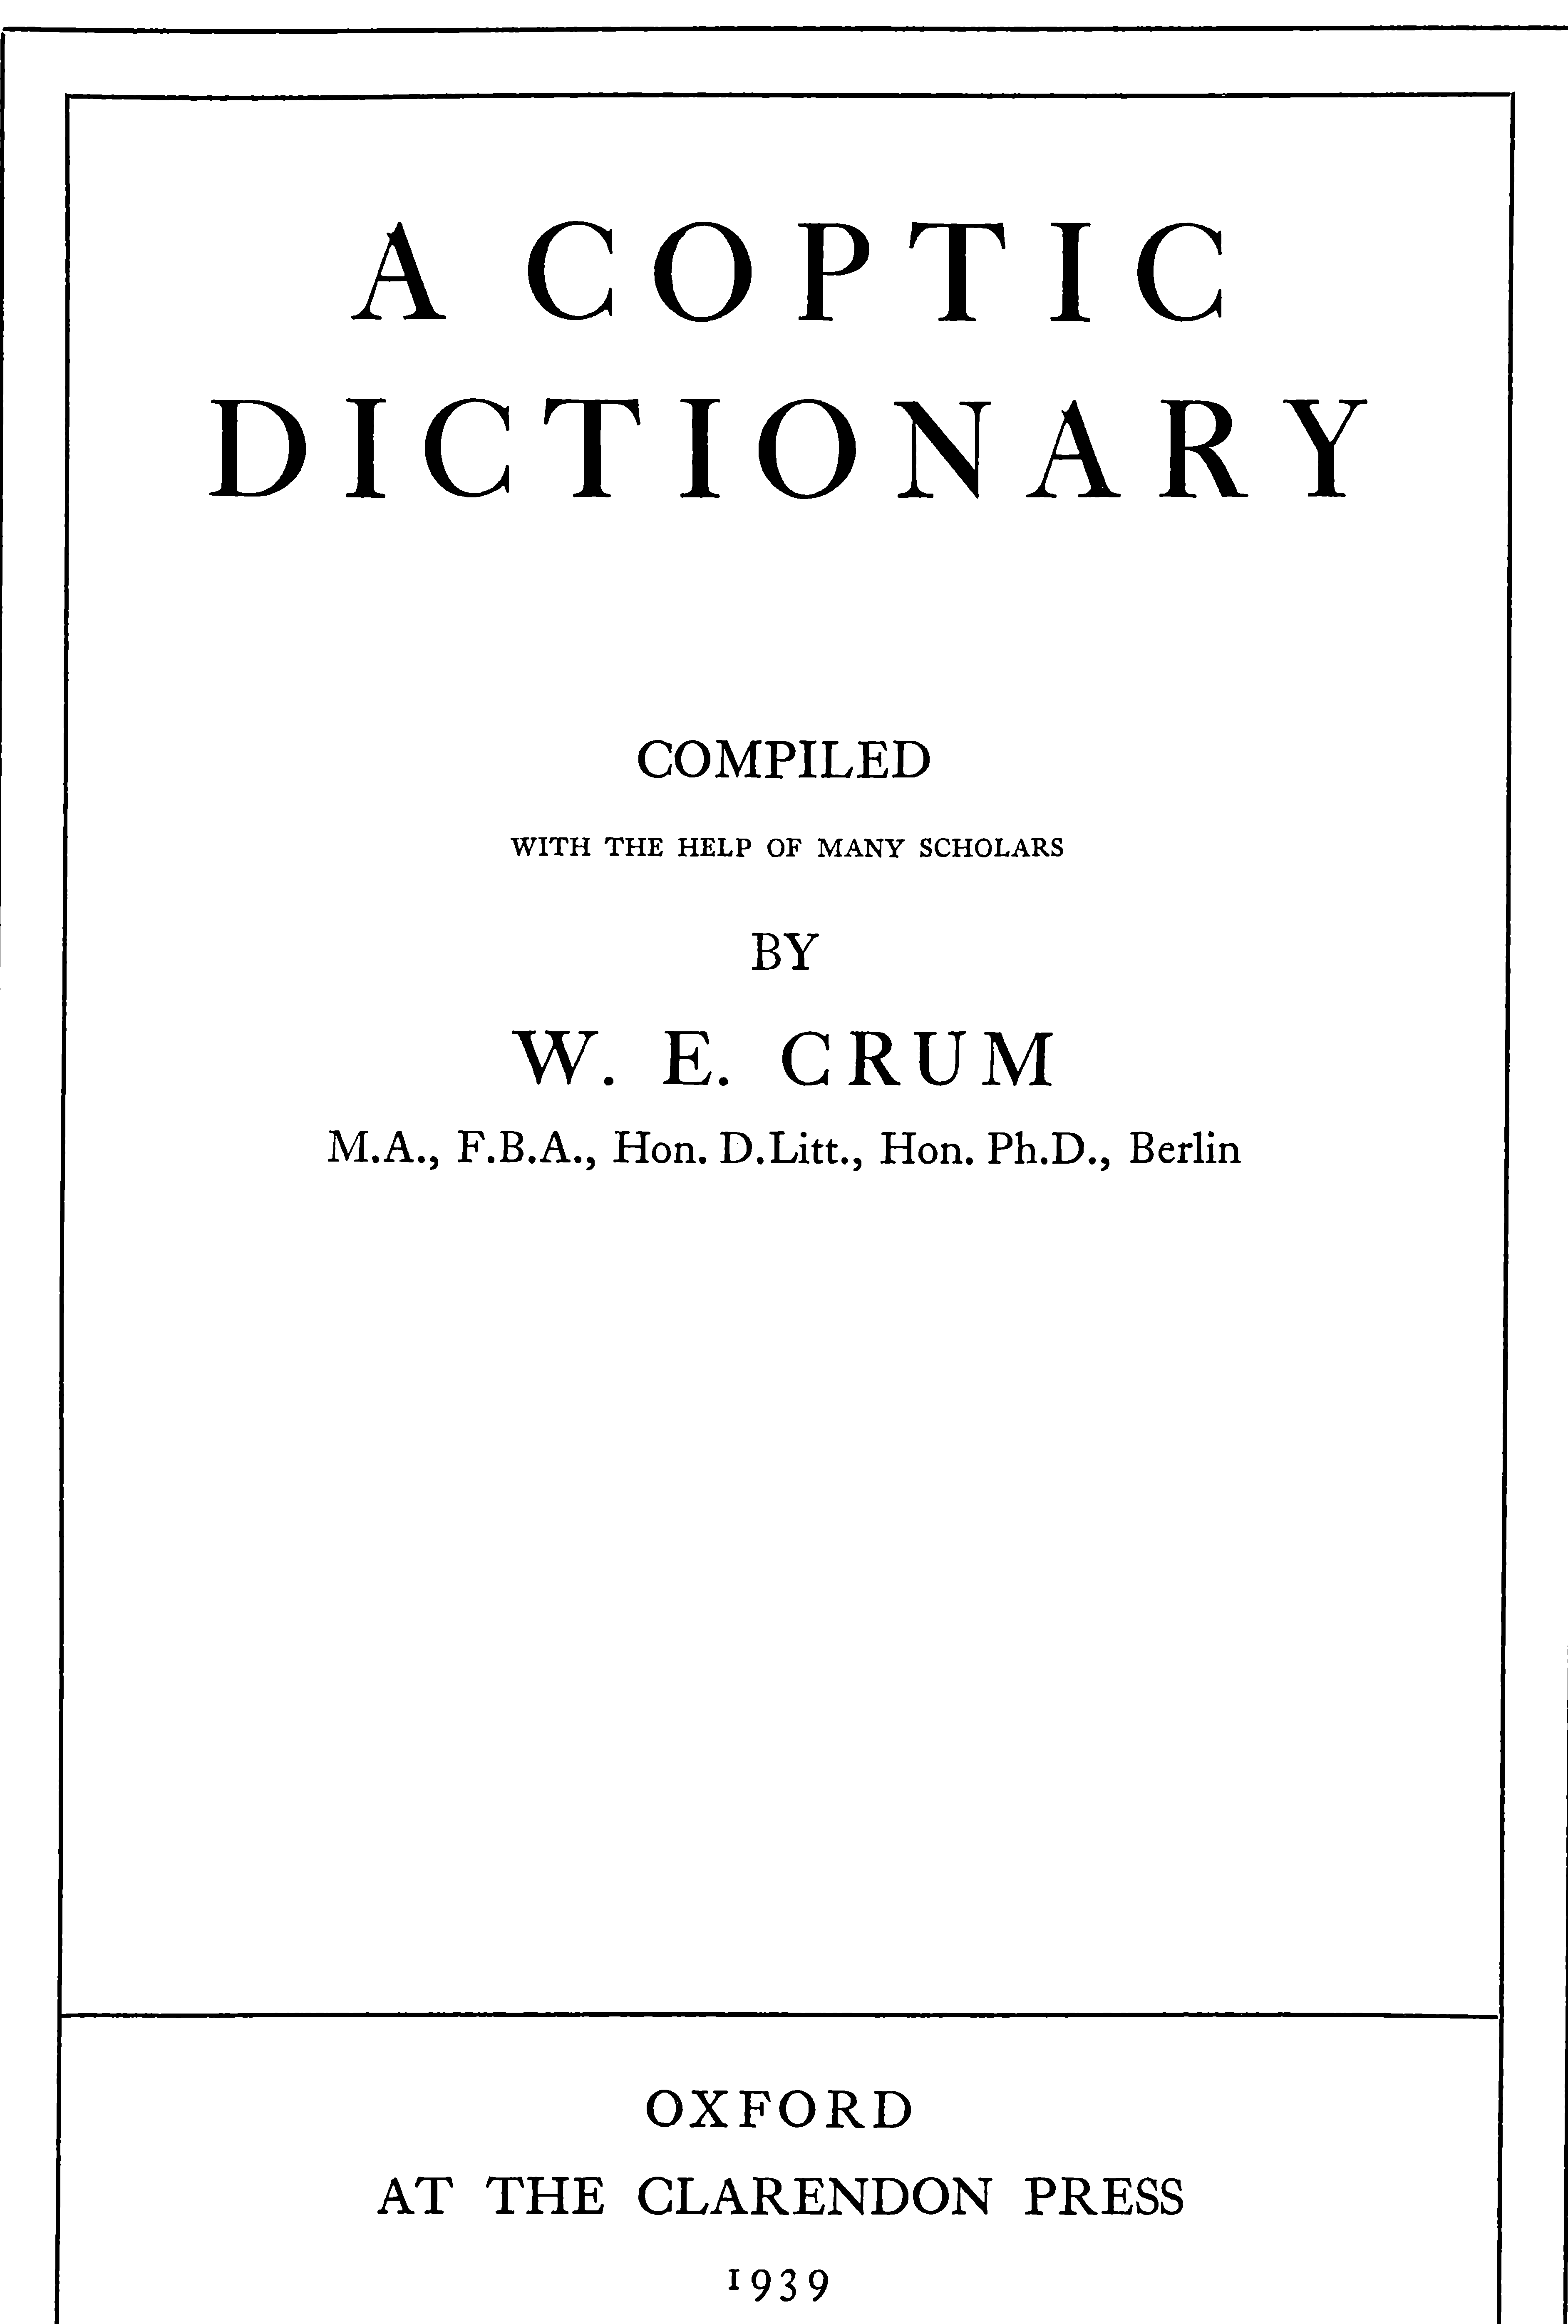 A COPTIC
DICTIONARY
COMPILED
WITH THE HELP OF MANY SCHOLARS
BY
W. E. CRUM
M.A., F.B.A., Hon. D.Litt., Hon. Ph.D., Berlin
OXFORD
AT THE CLARENDON PRESS
1939